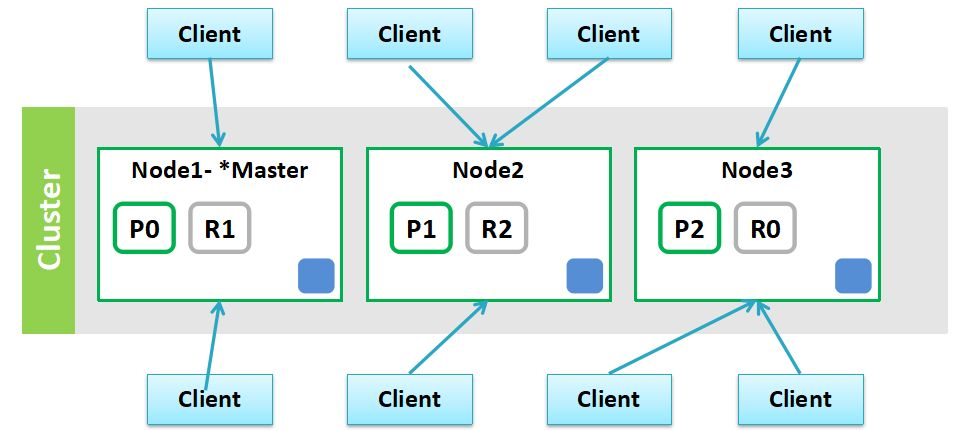 Client
Client
Client
Client
Cluster
Node1- *Master
P0
R1
Node2
P1
R2
Node3
P2
R0
Client
Client
Client
Client